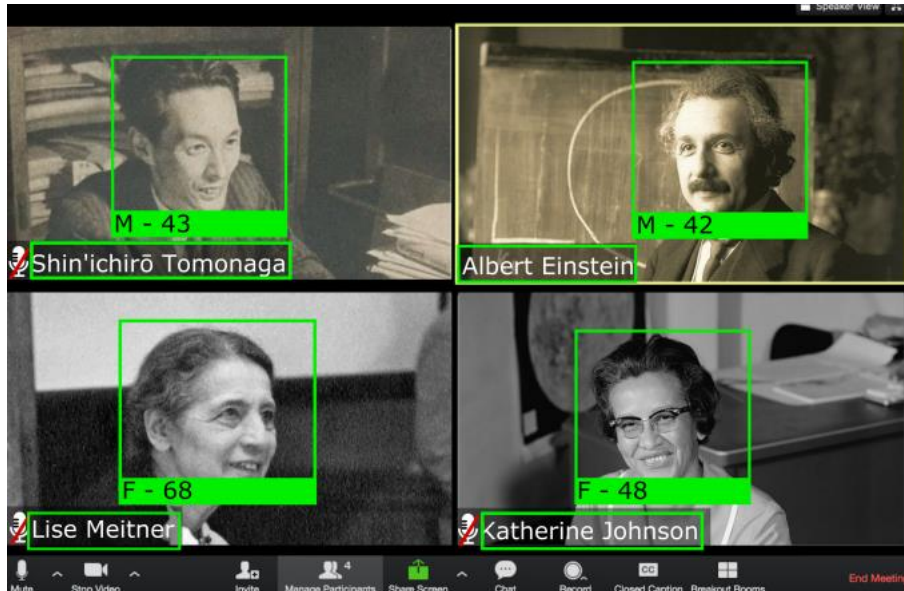 Speaker View
M - 43
Shin'ichirō Tomonaga
M - 42
Albert Einstein
F - 68
Lise Meitner
F - 48
Katherine Johnson
4
CC
Mute
Stop Video
Invite
Manage Participants
Share Screen
Chat
Record
Closed Caption
Breakout Rooms
End Meeting